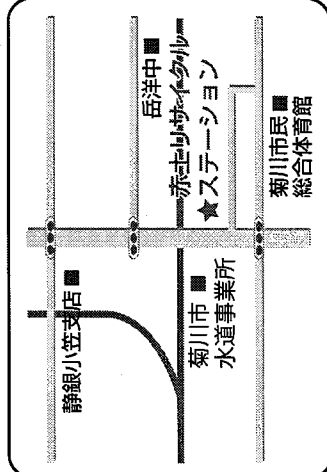 静銀小笠支店■
岳洋中■
赤土リサイクル
★ステーション
菊川市■
水道事業所
菊川市民■
総合体育館